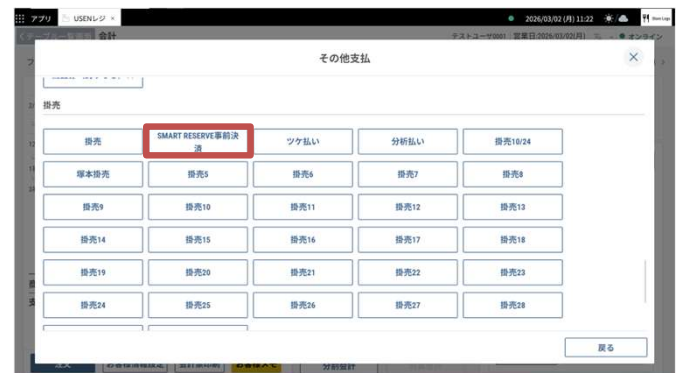 アプリ USENレジ × 2026/03/02 (月) 11:22
会計 テストユーザ0001 営業日:2026/03/02(月) オンライン
その他支払 ×
掛売
掛売 SMART RESERVE事前決済 ツケ払い 分析払い 掛売10/24
塚本掛売 掛売5 掛売6 掛売7 掛売8
掛売9 掛売10 掛売11 掛売12 掛売13
掛売14 掛売15 掛売16 掛売17 掛売18
掛売19 掛売20 掛売21 掛売22 掛売23
掛売24 掛売25 掛売26 掛売27 掛売28
戻る